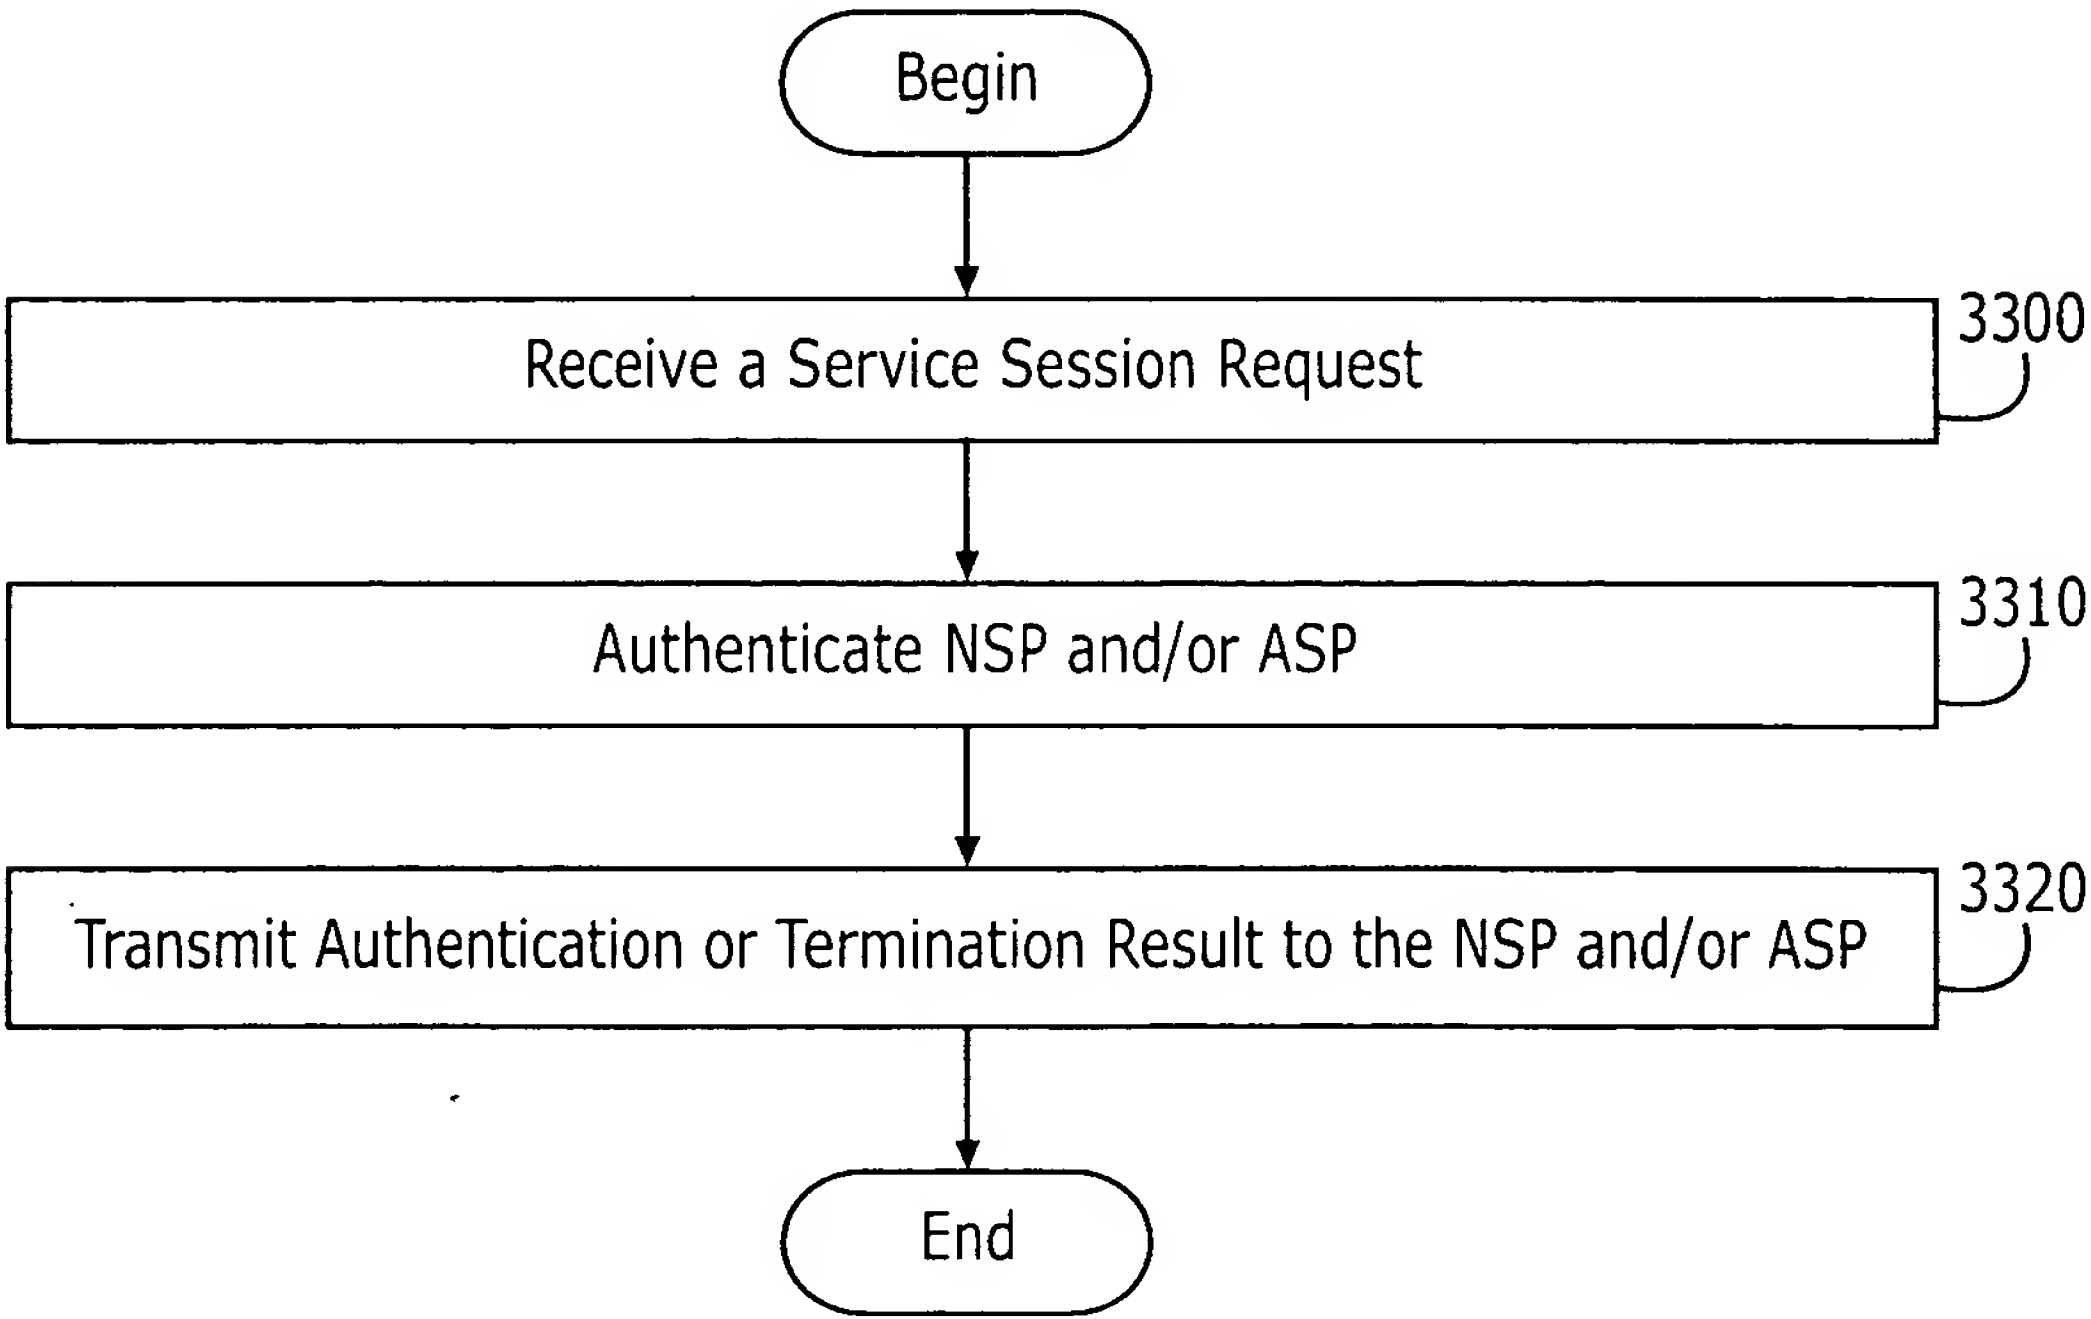 Begin
3300
Receive a Service Session Request
3310
Authenticate NSP and/or ASP
3320
Transmit Authentication or Termination Result to the NSP and/or ASP
End